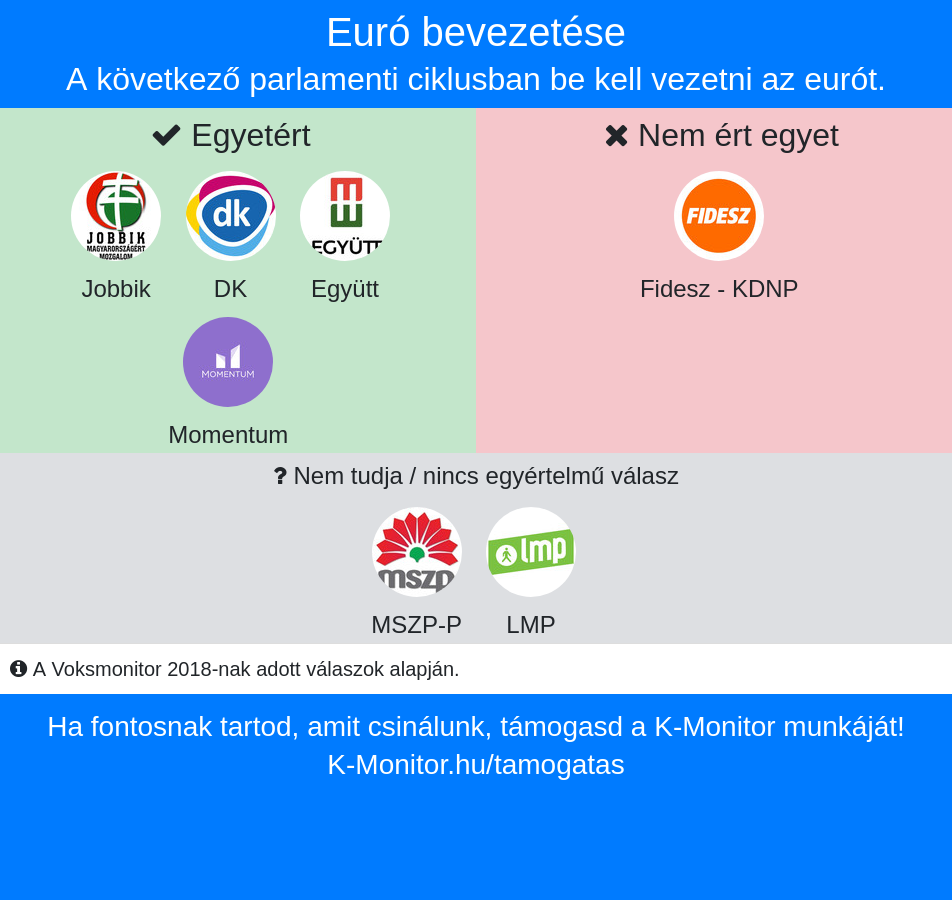 Euró bevezetése
A következő parlamenti ciklusban be kell vezetni az eurót.
Egyetért
Nem ért egyet
JOBBIK
MAGYARORSZÁGÉRT
MOZGALOM
dk
EGYÜTT
FIDESZ
Jobbik
DK
Együtt
Fidesz - KDNP
MOMENTUM
Momentum
? Nem tudja / nincs egyértelmű válasz
mszp
lmp
MSZP-P
LMP
A Voksmonitor 2018-nak adott válaszok alapján.
Ha fontosnak tartod, amit csinálunk, támogasd a K-Monitor munkáját!
K-Monitor.hu/tamogatas